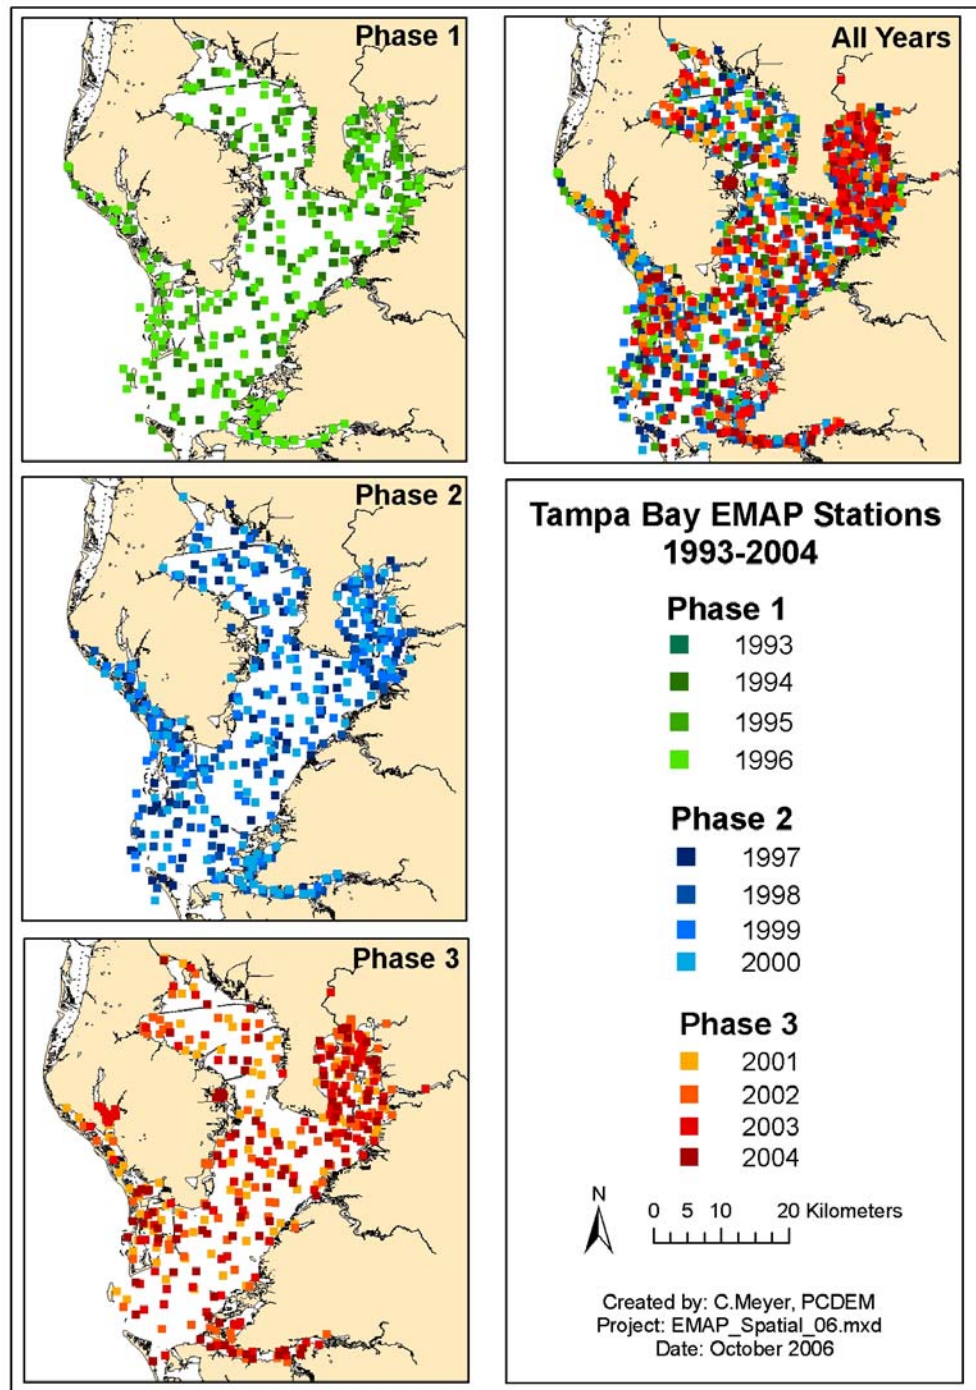 Phase 1
All Years
Phase 2
Phase 3
Tampa Bay EMAP Stations
1993-2004
Phase 1
1993
1994
1995
1996
Phase 2
1997
1998
1999
2000
Phase 3
2001
2002
2003
2004
N
0 5 10 20 Kilometers
Created by: C.Meyer, PCDEM
Project: EMAP_Spatial_06.mxd
Date: October 2006